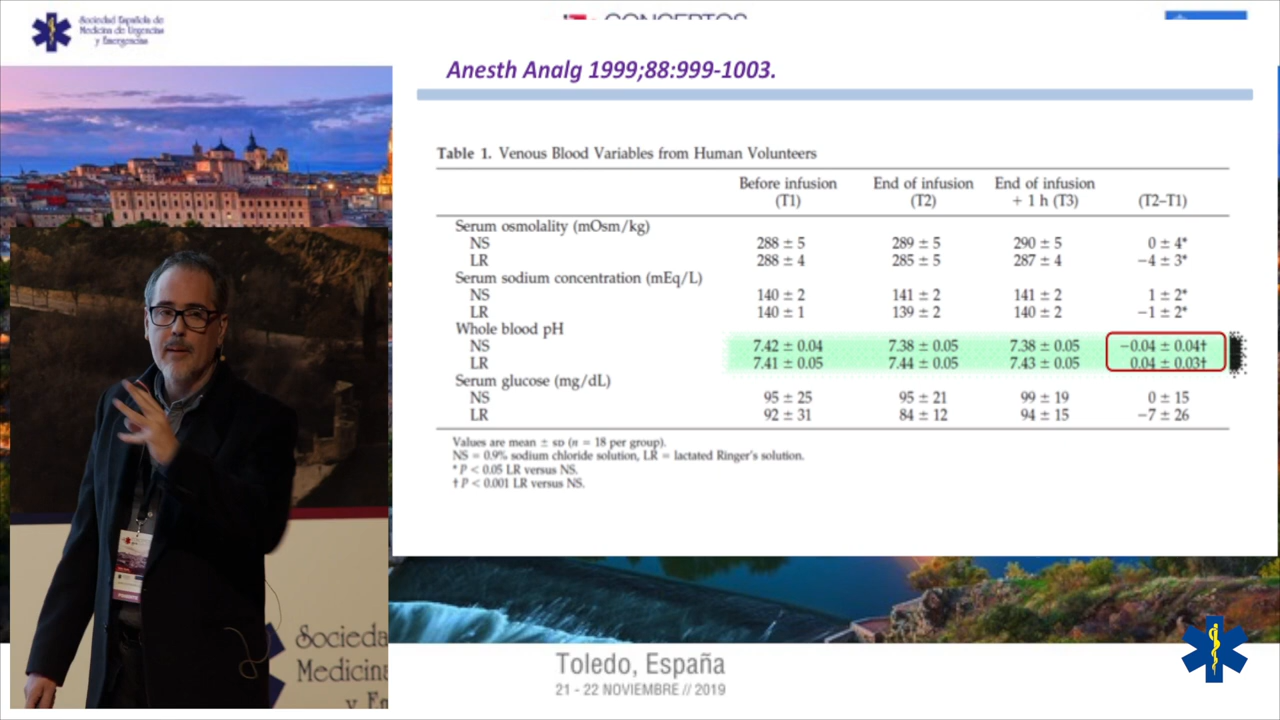 Sociedad Española de
Medicina de Urgencias
y Emergencias
CONCEPTOS
Anesth Analg 1999;88:999-1003.
Table 1. Venous Blood Variables from Human Volunteers
Before infusion (T1) End of infusion (T2) End of infusion + 1 h (T3) (T2–T1)
Serum osmolality (mOsm/kg)
NS 288 ± 5 289 ± 5 290 ± 5 0 ± 4*
LR 288 ± 4 285 ± 5 287 ± 4 −4 ± 3*
Serum sodium concentration (mEq/L)
NS 140 ± 2 141 ± 2 141 ± 2 1 ± 2*
LR 140 ± 1 139 ± 2 140 ± 2 −1 ± 2*
Whole blood pH
NS 7.42 ± 0.04 7.38 ± 0.05 7.38 ± 0.05 −0.04 ± 0.04†
LR 7.41 ± 0.05 7.44 ± 0.05 7.43 ± 0.05 0.04 ± 0.03†
Serum glucose (mg/dL)
NS 95 ± 25 95 ± 21 99 ± 19 0 ± 15
LR 92 ± 31 84 ± 12 94 ± 15 −7 ± 26
Values are mean ± SD (n = 18 per group).
NS = 0.9% sodium chloride solution, LR = lactated Ringer's solution.
* P < 0.05 LR versus NS.
† P < 0.001 LR versus NS.
Socieda
Medicin
y Em
Toledo, España
21 - 22 NOVIEMBRE // 2019